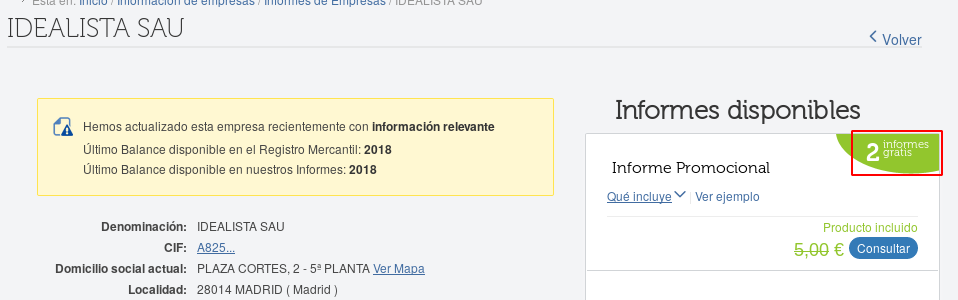 Está en: Inicio / Información de empresas / Informes de Empresas / IDEALISTA SAU
IDEALISTA SAU
Volver
Hemos actualizado esta empresa recientemente con información relevante
Último Balance disponible en el Registro Mercantil: 2018
Último Balance disponible en nuestros Informes: 2018
Denominación: IDEALISTA SAU
CIF: A825...
Domicilio social actual: PLAZA CORTES, 2 - 5ª PLANTA Ver Mapa
Localidad: 28014 MADRID ( Madrid )
Informes disponibles
2 informes
gratis
Informe Promocional
Qué incluye | Ver ejemplo
Producto incluido
5,00 € Consultar